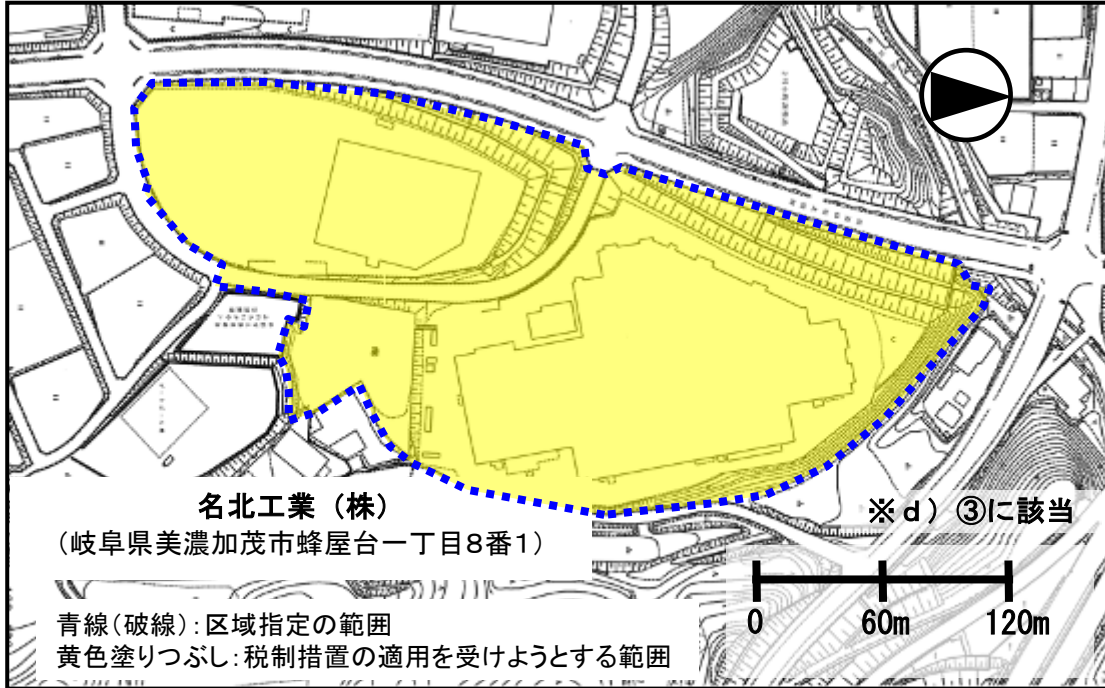 名北工業（株）
（岐阜県美濃加茂市蜂屋台一丁目８番１）
※ｄ）③に該当
0 60m 120m
青線（破線）：区域指定の範囲
黄色塗りつぶし：税制措置の適用を受けようとする範囲